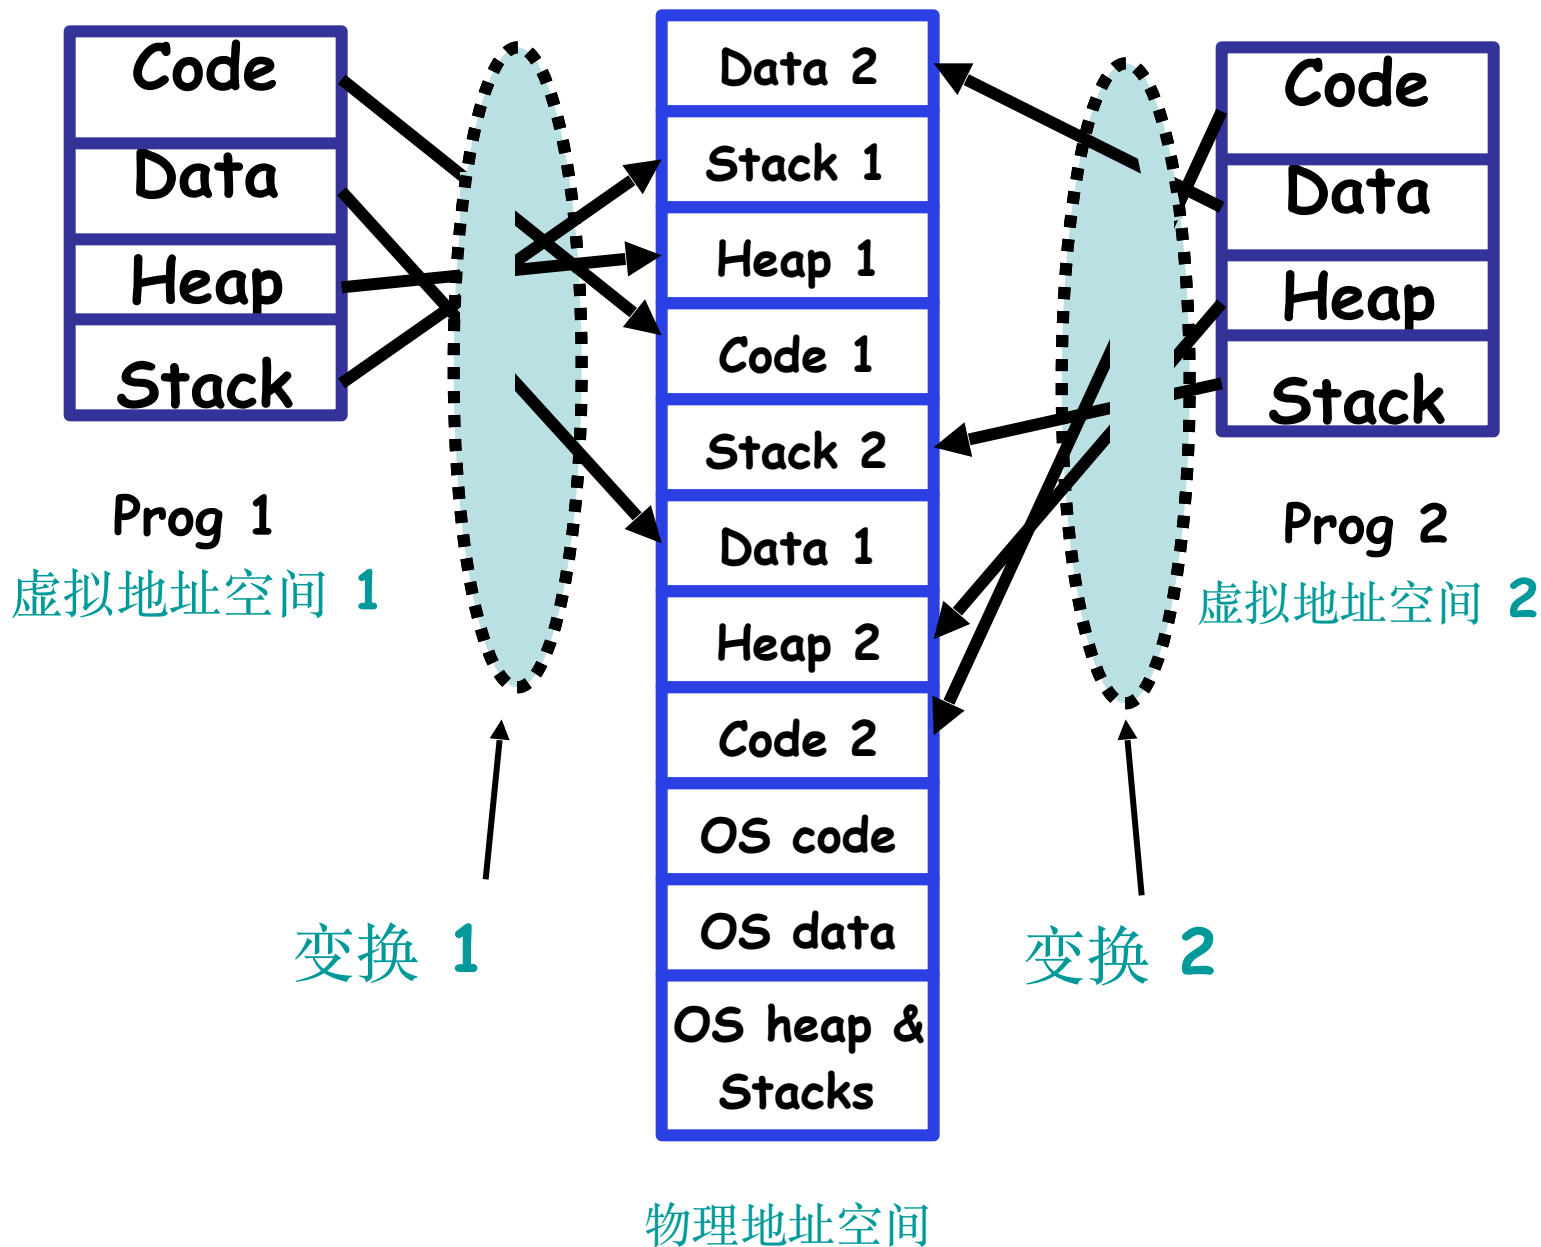 Code
Data
Heap
Stack
Prog 1
虚拟地址空间 1
变换 1
Data 2
Stack 1
Heap 1
Code 1
Stack 2
Data 1
Heap 2
Code 2
OS code
OS data
OS heap &
Stacks
物理地址空间
Code
Data
Heap
Stack
Prog 2
虚拟地址空间 2
变换 2